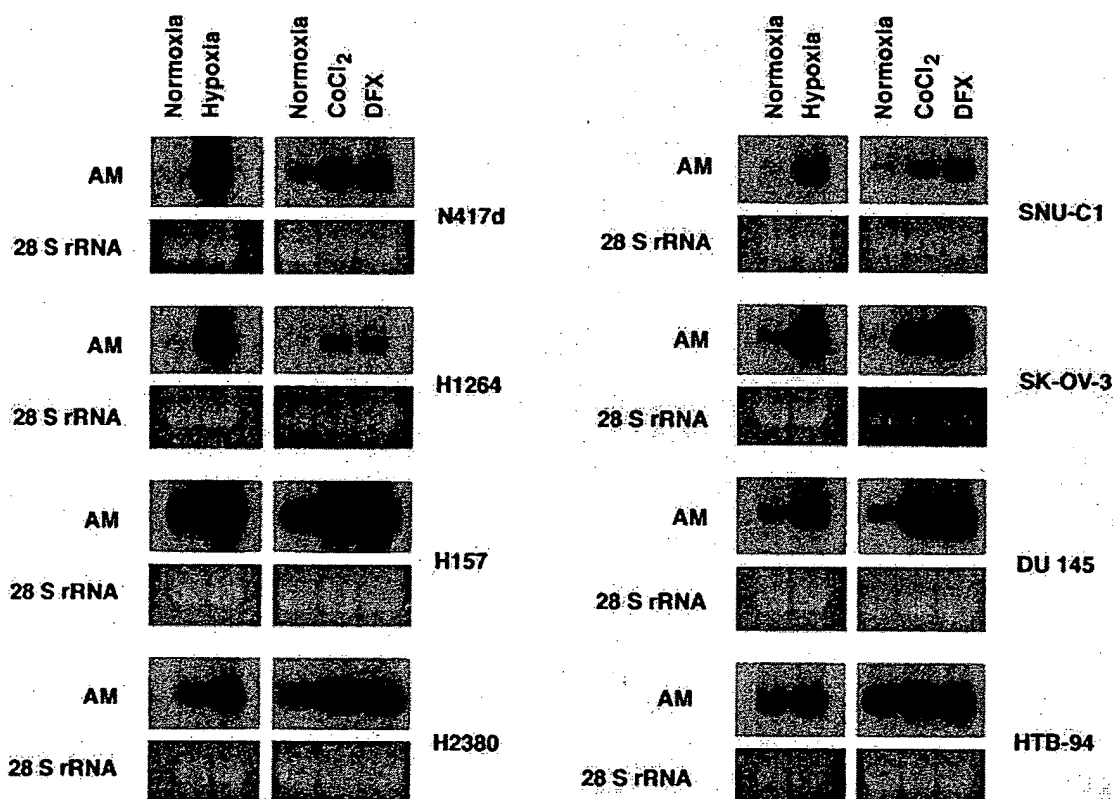 Normoxia
Hypoxia
Normoxia
CoCl2
DFX
AM
28 S rRNA
N417d
AM
28 S rRNA
H1264
AM
28 S rRNA
H157
AM
28 S rRNA
H2380
Normoxia
Hypoxia
Normoxia
CoCl2
DFX
AM
28 S rRNA
SNU-C1
AM
28 S rRNA
SK-OV-3
AM
28 S rRNA
DU 145
AM
28 S rRNA
HTB-94